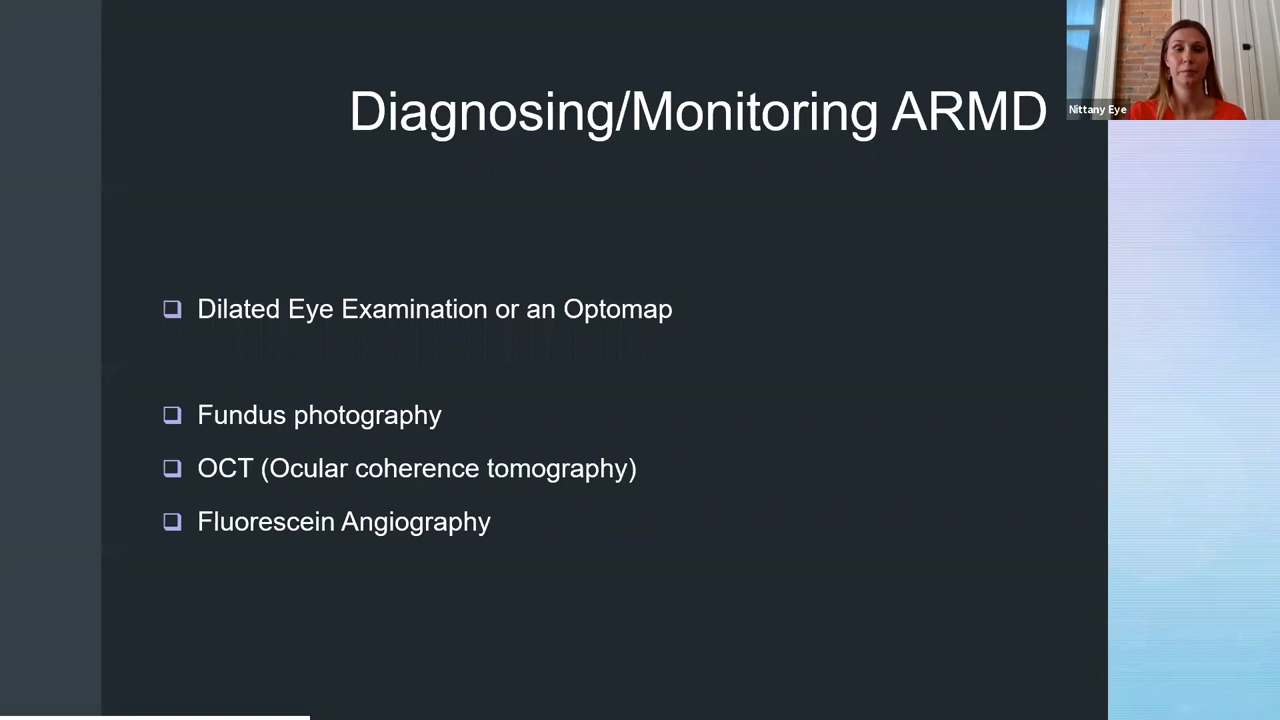 Diagnosing/Monitoring ARMD
Nittany Eye
Dilated Eye Examination or an Optomap
Fundus photography
OCT (Ocular coherence tomography)
Fluorescein Angiography